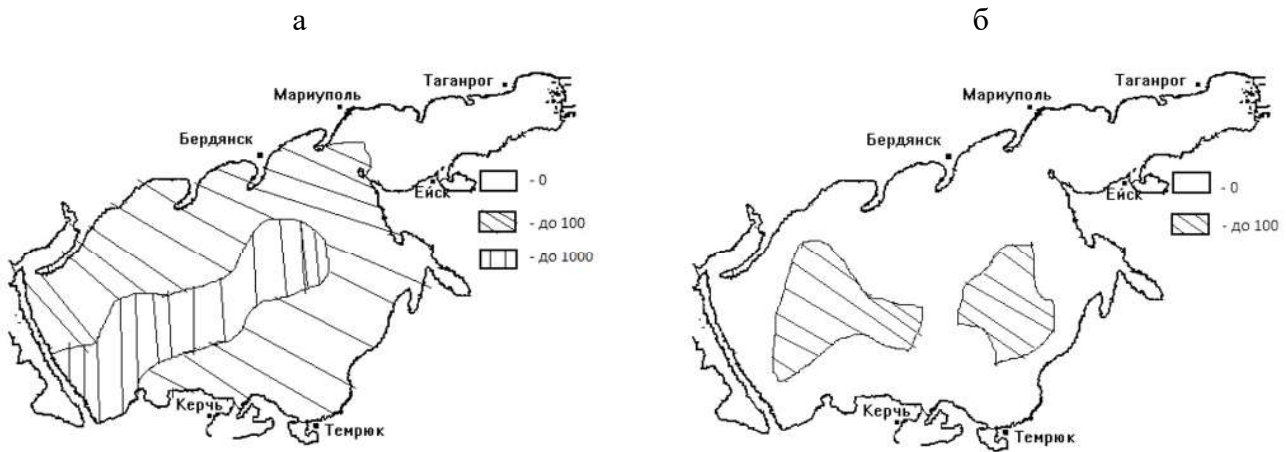 а
Таганрог
Мариуполь
Бердянск
Ейск
- 0
- до 100
- до 1000
Керчь
Темрюк
б
Таганрог
Мариуполь
Бердянск
Ейск
- 0
- до 100
Керчь
Темрюк